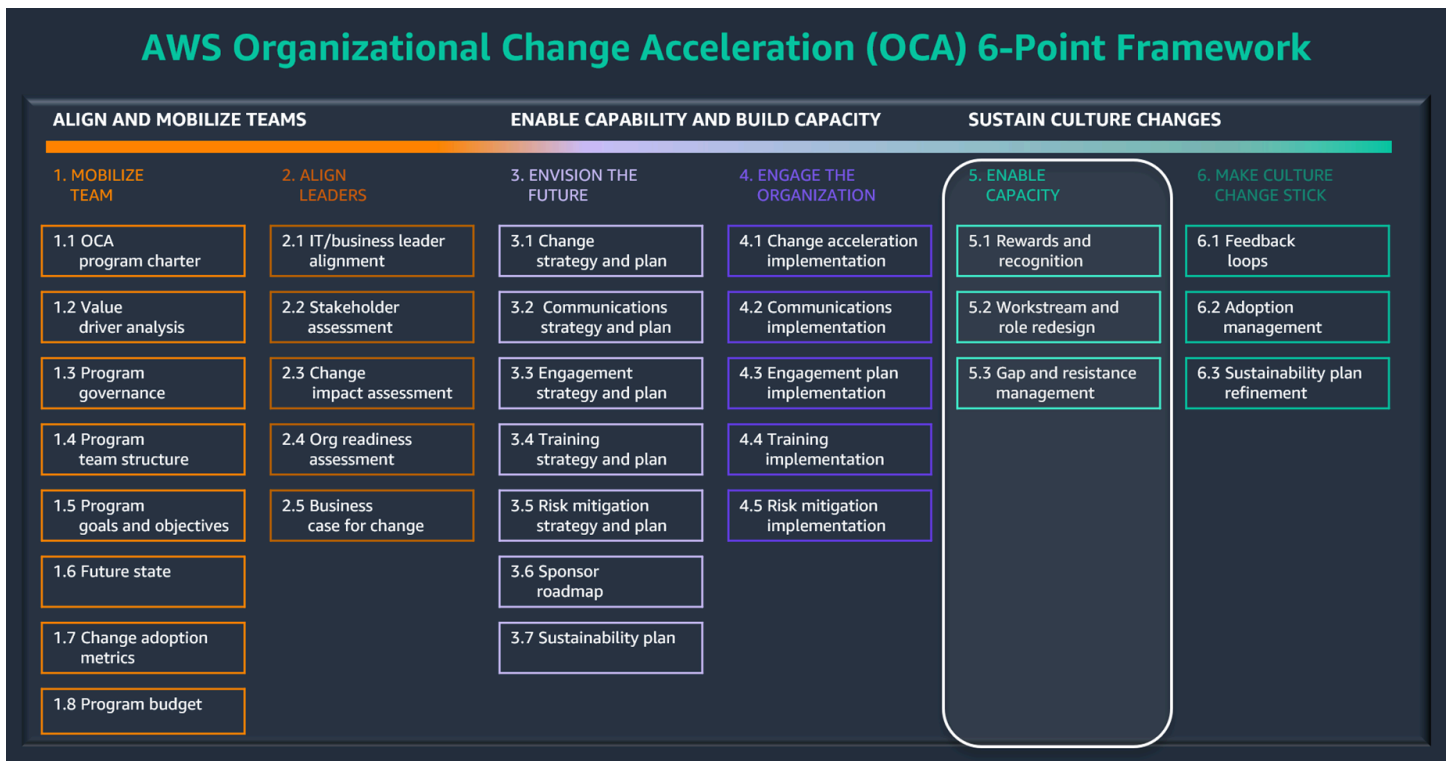 AWS Organizational Change Acceleration (OCA) 6-Point Framework
ALIGN AND MOBILIZE TEAMS
ENABLE CAPABILITY AND BUILD CAPACITY
SUSTAIN CULTURE CHANGES
1. MOBILIZE
TEAM
1.1 OCA
program charter
1.2 Value
driver analysis
1.3 Program
governance
1.4 Program
team structure
1.5 Program
goals and objectives
1.6 Future state
1.7 Change adoption
metrics
1.8 Program budget
2. ALIGN
LEADERS
2.1 IT/business leader
alignment
2.2 Stakeholder
assessment
2.3 Change
impact assessment
2.4 Org readiness
assessment
2.5 Business
case for change
3. ENVISION THE
FUTURE
3.1 Change
strategy and plan
3.2 Communications
strategy and plan
3.3 Engagement
strategy and plan
3.4 Training
strategy and plan
3.5 Risk mitigation
strategy and plan
3.6 Sponsor
roadmap
3.7 Sustainability plan
4. ENGAGE THE
ORGANIZATION
4.1 Change acceleration
implementation
4.2 Communications
implementation
4.3 Engagement plan
implementation
4.4 Training
implementation
4.5 Risk mitigation
implementation
5. ENABLE
CAPACITY
5.1 Rewards and
recognition
5.2 Workstream and
role redesign
5.3 Gap and resistance
management
6. MAKE CULTURE
CHANGE STICK
6.1 Feedback
loops
6.2 Adoption
management
6.3 Sustainability plan
refinement